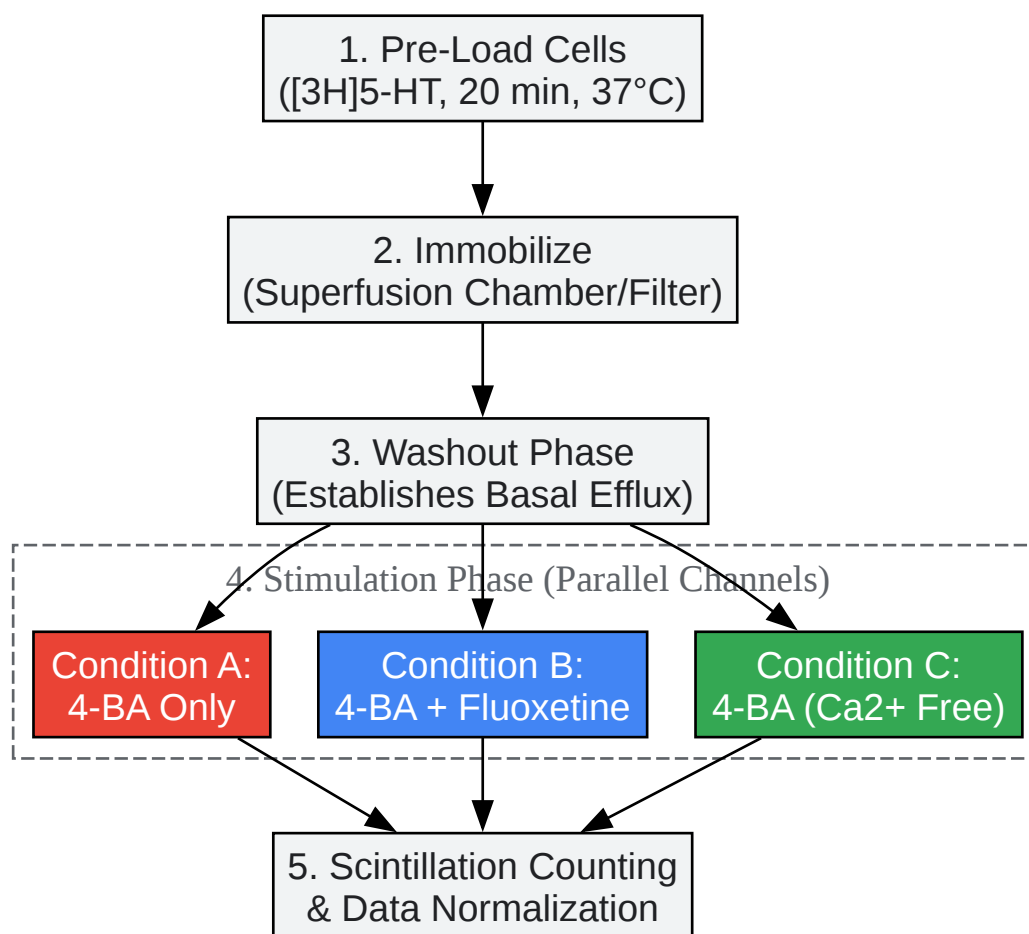 1. Pre-Load Cells
([3H]5-HT, 20 min, 37°C)
2. Immobilize
(Superfusion Chamber/Filter)
3. Washout Phase
(Establishes Basal Efflux)
4. Stimulation Phase (Parallel Channels)
Condition A:
4-BA Only
Condition B:
4-BA + Fluoxetine
Condition C:
4-BA (Ca2+ Free)
5. Scintillation Counting
& Data Normalization